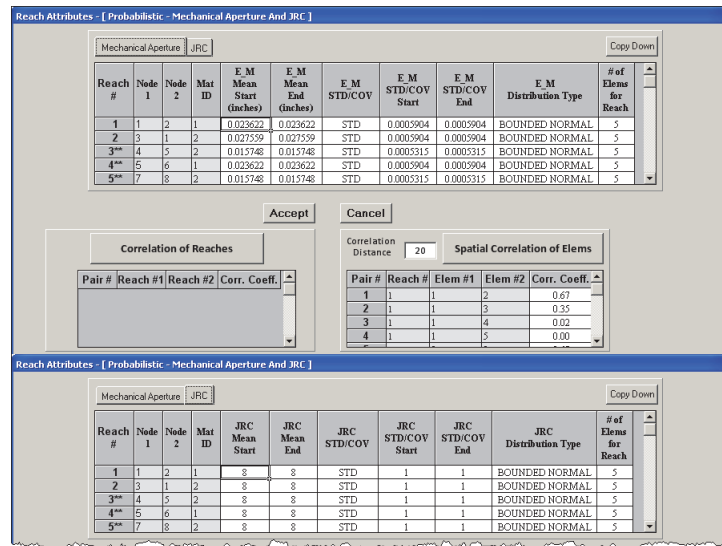 Reach Attributes - [ Probabilistic - Mechanical Aperture And JRC ]
Mechanical Aperture JRC Copy Down
Reach # Node 1 Node 2 Mat ID E_M Mean Start (inches) E_M Mean End (inches) E_M STD/COV E_M STD/COV Start E_M STD/COV End E_M Distribution Type # of Elems for Reach
1 1 2 1 0.023622 0.023622 STD 0.0005904 0.0005904 BOUNDED NORMAL 5
2 3 1 2 0.027559 0.027559 STD 0.0005904 0.0005904 BOUNDED NORMAL 5
3** 4 5 2 0.015748 0.015748 STD 0.0005315 0.0005315 BOUNDED NORMAL 5
4** 5 6 1 0.023622 0.023622 STD 0.0005904 0.0005904 BOUNDED NORMAL 5
5** 7 8 2 0.015748 0.015748 STD 0.0005315 0.0005315 BOUNDED NORMAL 5
Accept Cancel
Correlation of Reaches
Pair # Reach #1 Reach #2 Corr. Coeff.
Correlation Distance 20 Spatial Correlation of Elems
Pair # Reach # Elem #1 Elem #2 Corr. Coeff.
1 1 1 2 0.67
2 1 1 3 0.35
3 1 1 4 0.02
4 1 1 5 0.00
Reach Attributes - [ Probabilistic - Mechanical Aperture And JRC ]
Mechanical Aperture JRC Copy Down
Reach # Node 1 Node 2 Mat ID JRC Mean Start JRC Mean End JRC STD/COV JRC STD/COV Start JRC STD/COV End JRC Distribution Type # of Elems for Reach
1 1 2 1 8 8 STD 1 1 BOUNDED NORMAL 5
2 3 1 2 8 8 STD 1 1 BOUNDED NORMAL 5
3** 4 5 2 8 8 STD 1 1 BOUNDED NORMAL 5
4** 5 6 1 8 8 STD 1 1 BOUNDED NORMAL 5
5** 7 8 2 8 8 STD 1 1 BOUNDED NORMAL 5